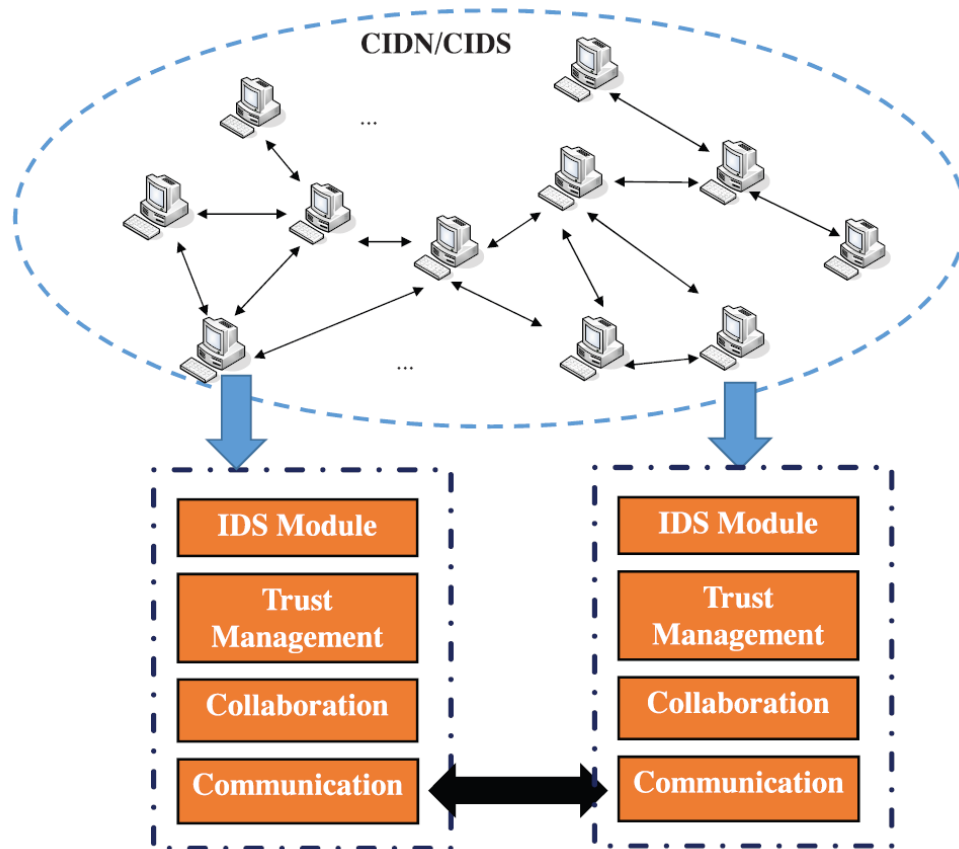 CIDN/CIDS
...
...
IDS Module
Trust
Management
Collaboration
Communication
IDS Module
Trust
Management
Collaboration
Communication